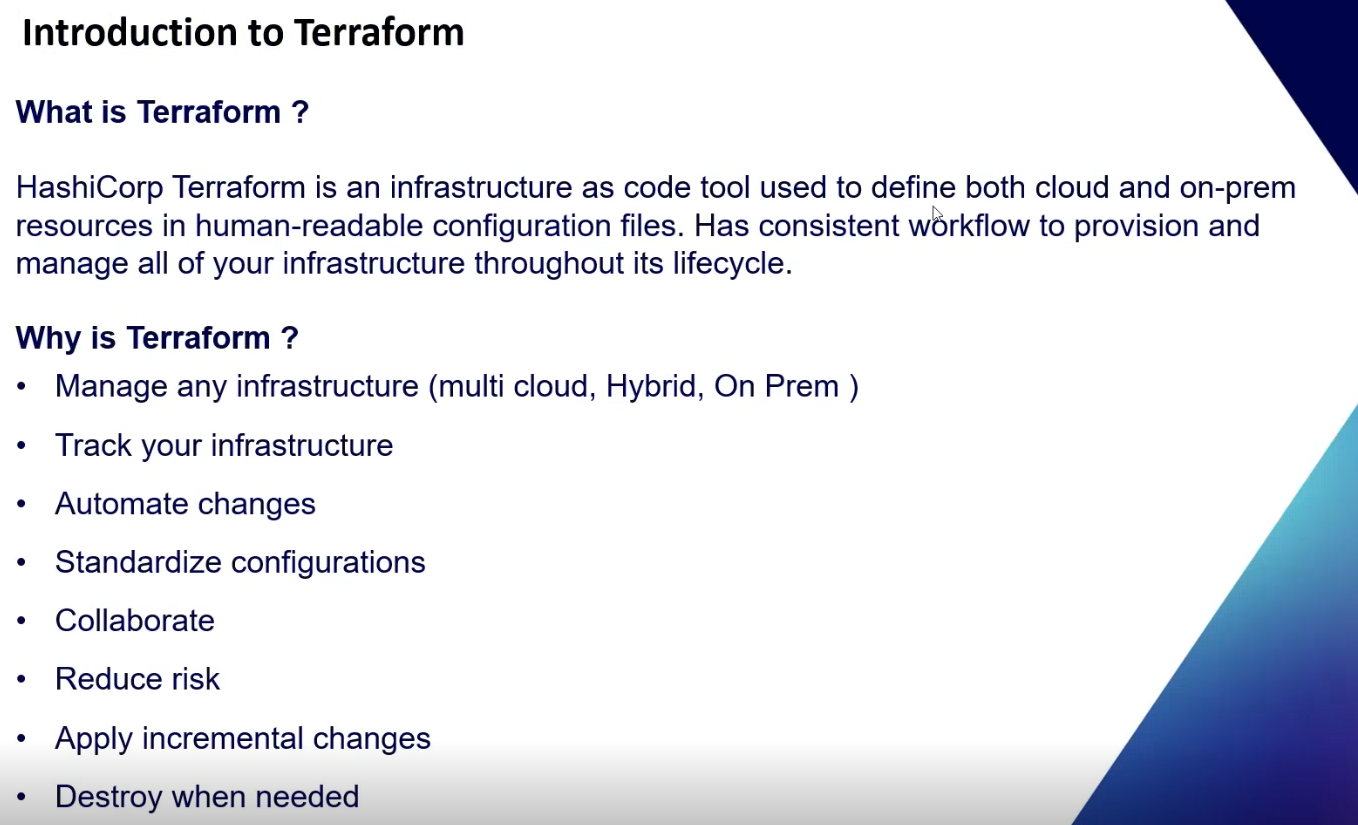 Introduction to Terraform
What is Terraform ?
HashiCorp Terraform is an infrastructure as code tool used to define both cloud and on-prem
resources in human-readable configuration files. Has consistent workflow to provision and
manage all of your infrastructure throughout its lifecycle.
Why is Terraform ?
• Manage any infrastructure (multi cloud, Hybrid, On Prem )
• Track your infrastructure
• Automate changes
• Standardize configurations
• Collaborate
• Reduce risk
• Apply incremental changes
• Destroy when needed